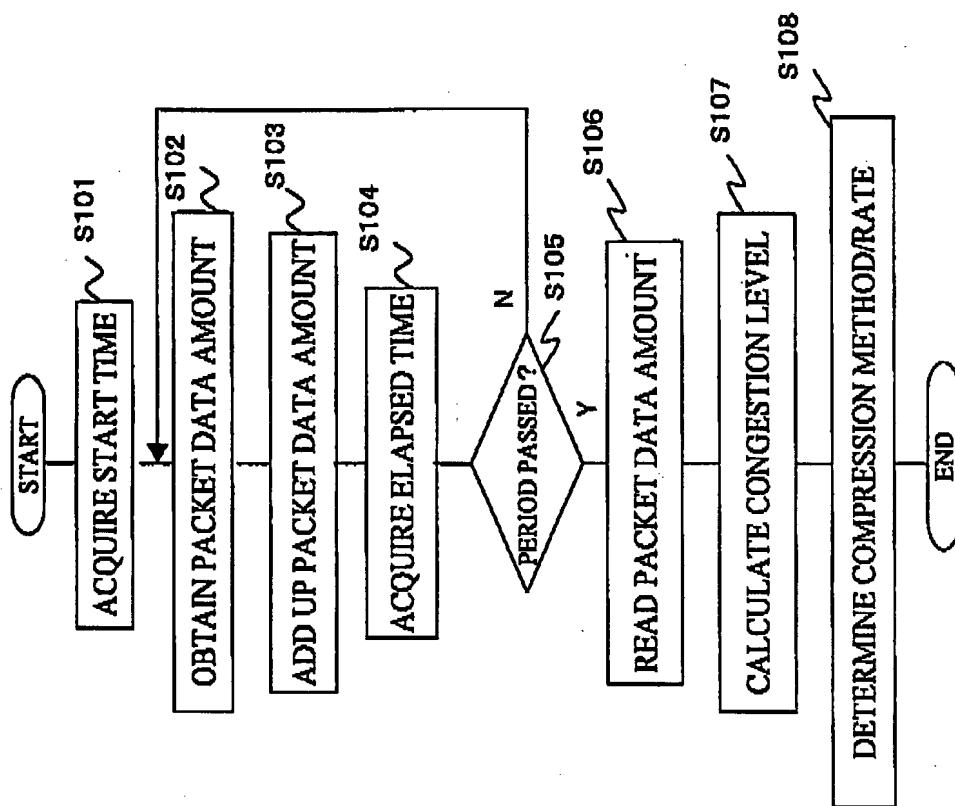 START
ACQUIRE START TIME
S101
OBTAIN PACKET DATA AMOUNT
S102
ADD UP PACKET DATA AMOUNT
S103
ACQUIRE ELAPSED TIME
S104
PERIOD PASSED?
S105
N
Y
READ PACKET DATA AMOUNT
S106
CALCULATE CONGESTION LEVEL
S107
DETERMINE COMPRESSION METHOD/RATE
S108
END